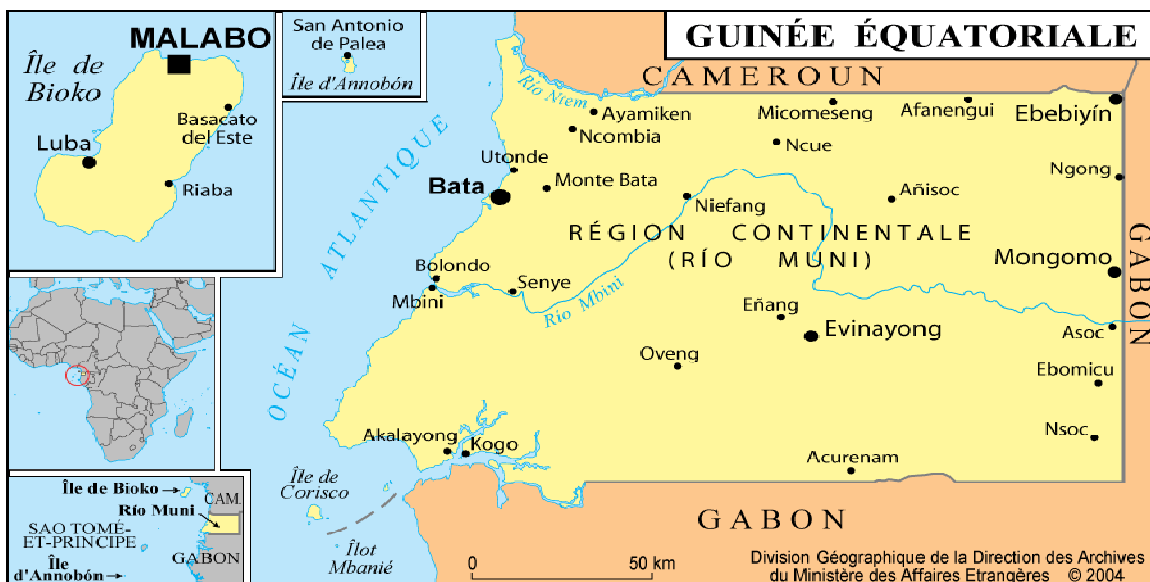 GUINÉE ÉQUATORIALE
MALABO
Île de
Bioko
Basacato
del Este
Luba
Riaba
San Antonio
de Palea
Île d'Annobón
CAMEROUN
Río Ntem
Ayamiken
Ncombia
Micomeseng
Afanengui
Ebebiyín
Ncue
Utonde
Bata
Monte Bata
Niefang
Añisoc
Ngong
RÉGION CONTINENTALE
(RÍO MUNI)
Mongomo
GABON
OCÉAN ATLANTIQUE
Bolondo
Mbini
Senye
Río Mbini
Eñang
Evinayong
Asoc
Oveng
Ebomicu
Nsoc
Akalayong
Kogo
Acurenam
Île de
Corisco
Îlot
Mbanié
GABON
Île de Bioko
CAM.
Río Muni
SAO TOMÉ-
ET-PRINCIPE
GABON
Île
d'Annobón
0 50 km
Division Géographique de la Direction des Archives
du Ministère des Affaires Etrangères © 2004